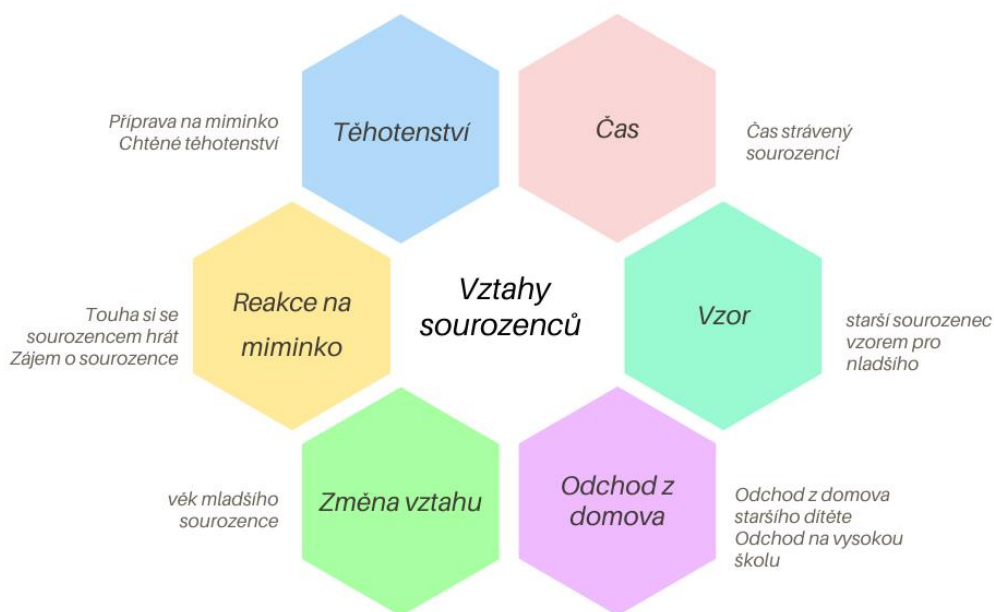 Příprava na miminko
Chtěné těhotenství
Těhotenství
Čas
Čas strávený
sourozenci
Touha si se
sourozencem hrát
Zájem o sourozence
Reakce na
miminko
Vztahy
sourozenců
Vzor
starší sourozenec
vzorem pro
nladšího
věk mladšího
sourozence
Změna vztahu
Odchod z
domova
Odchod z domova
staršího dítěte
Odchod na vysokou
školu